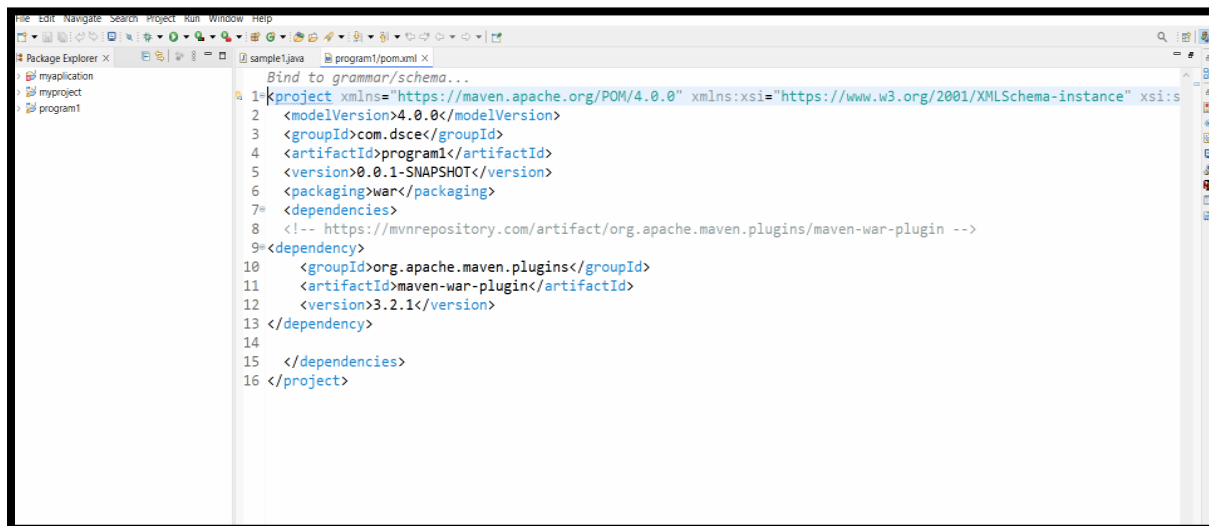 File Edit Navigate Search Project Run Window Help
Package Explorer
sample1.java program1/pom.xml
myaplication
myproject
program1
Bind to grammar/schema...
1 <project xmlns="https://maven.apache.org/POM/4.0.0" xmlns:xsi="https://www.w3.org/2001/XMLSchema-instance" xsi:s
2 <modelVersion>4.0.0</modelVersion>
3 <groupId>com.dsce</groupId>
4 <artifactId>program1</artifactId>
5 <version>0.0.1-SNAPSHOT</version>
6 <packaging>war</packaging>
7 <dependencies>
8 <!-- https://mvnrepository.com/artifact/org.apache.maven.plugins/maven-war-plugin -->
9 <dependency>
10 <groupId>org.apache.maven.plugins</groupId>
11 <artifactId>maven-war-plugin</artifactId>
12 <version>3.2.1</version>
13 </dependency>
14
15 </dependencies>
16 </project>